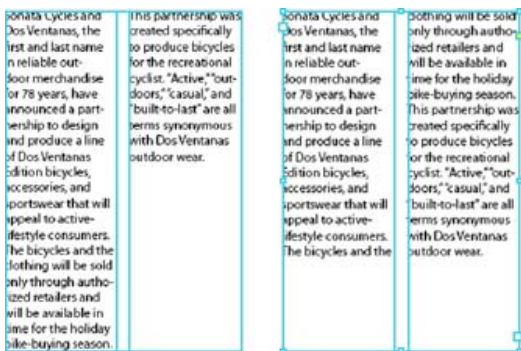 Sonata Cycles and
Dos Ventanas, the
first and last name
in reliable out-
door merchandise
for 78 years, have
announced a part-
nership to design
and produce a line
of Dos Ventanas
Edition bicycles,
accessories, and
sportswear that will
appeal to active-
lifestyle consumers.
The bicycles and the
clothing will be sold
only through autho-
rized retailers and
will be available in
time for the holiday
bike-buying season.
This partnership was
created specifically
to produce bicycles
for the recreational
cyclist. "Active," "out-
doors," "casual," and
"built-to-last" are all
terms synonymous
with Dos Ventanas
outdoor wear.
Sonata Cycles and
Dos Ventanas, the
first and last name
in reliable out-
door merchandise
for 78 years, have
announced a part-
nership to design
and produce a line
of Dos Ventanas
Edition bicycles,
accessories, and
sportswear that will
appeal to active-
lifestyle consumers.
The bicycles and the
clothing will be sold
only through autho-
rized retailers and
will be available in
time for the holiday
bike-buying season.
This partnership was
created specifically
to produce bicycles
for the recreational
cyclist. "Active," "out-
doors," "casual," and
"built-to-last" are all
terms synonymous
with Dos Ventanas
outdoor wear.